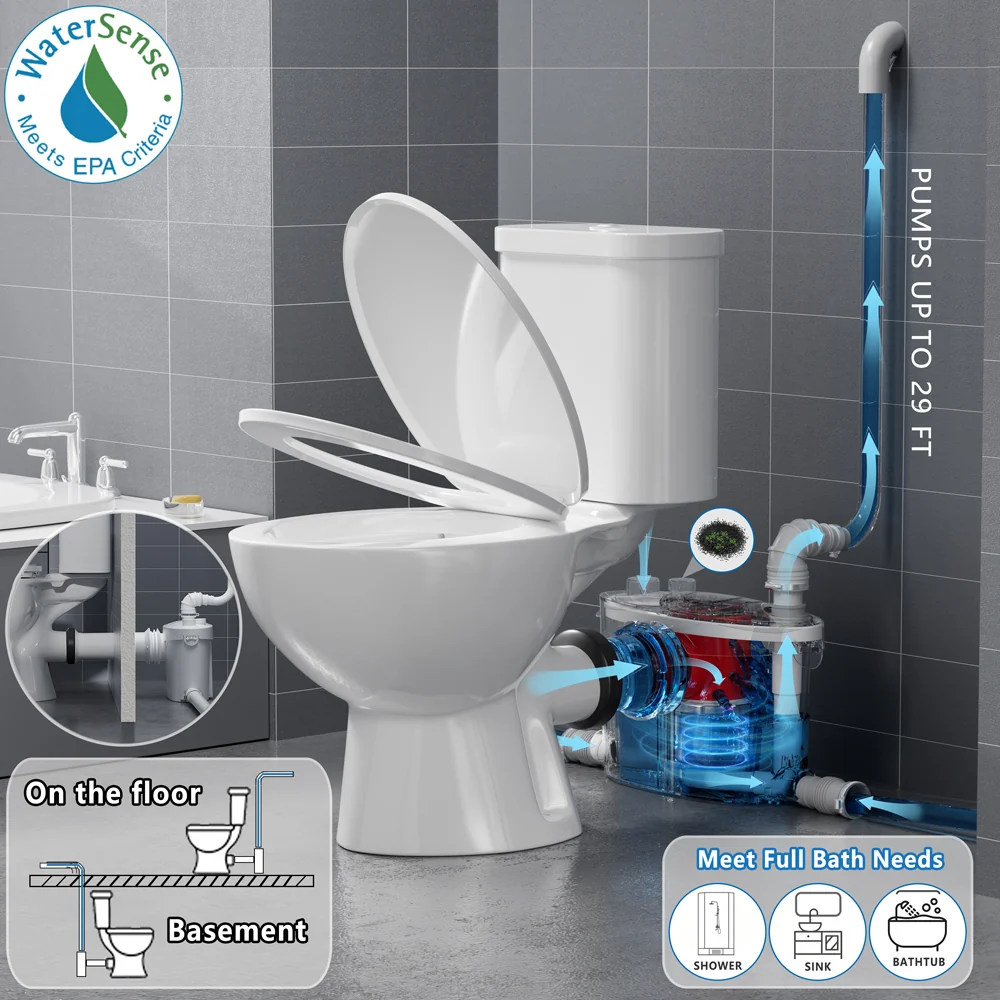 WaterSense
Meets EPA Criteria
PUMPS UP TO 29 FT
On the floor
Basement
Meet Full Bath Needs
SHOWER
SINK
BATHTUB